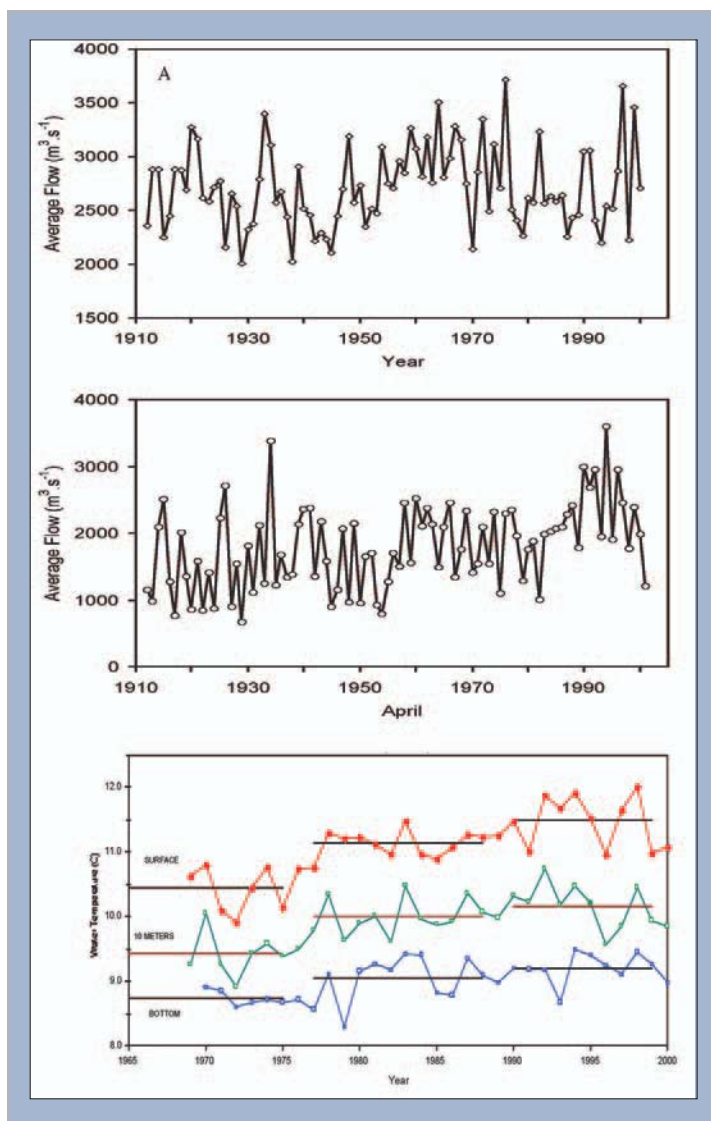 4000
A
3500
3000
2500
2000
1500
Average Flow (m³.s⁻¹)
1910 1930 1950 1970 1990
Year
4000
3000
2000
1000
0
Average Flow (m³.s⁻¹)
1910 1930 1950 1970 1990
April
12.0
11.0
10.0
9.0
8.0
Water Temperature (C)
SURFACE
10 METERS
BOTTOM
1965 1970 1975 1980 1985 1990 1995 2000
Year